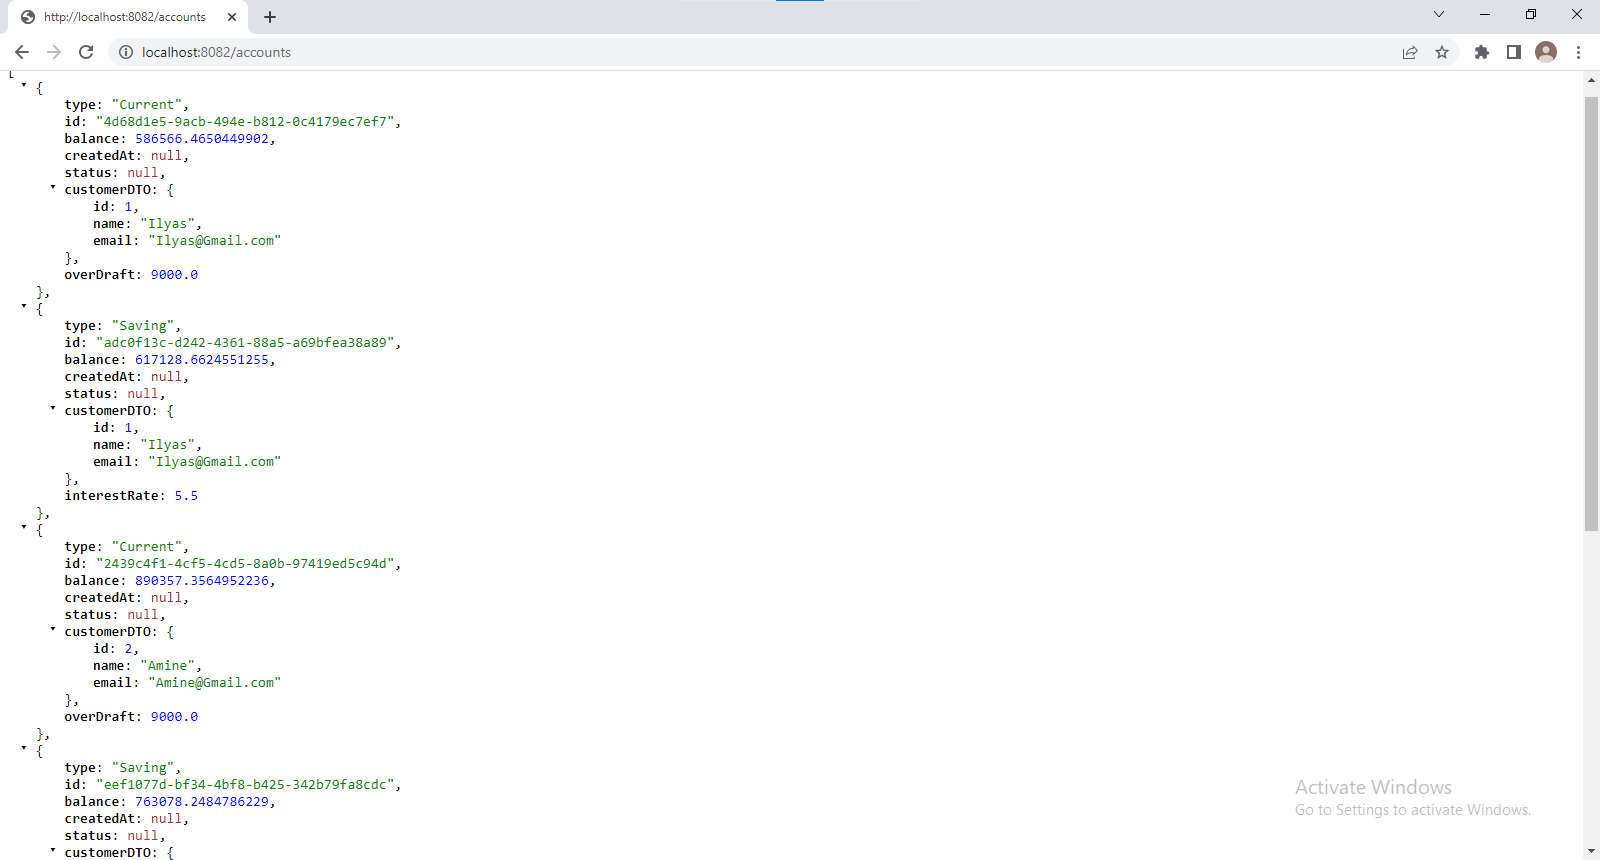 http://localhost:8082/accounts
localhost:8082/accounts
[
{
type: "Current",
id: "4d68d1e5-9acb-494e-b812-0c4179ec7ef7",
balance: 586566.4650449902,
createdAt: null,
status: null,
customerDTO: {
id: 1,
name: "Ilyas",
email: "Ilyas@Gmail.com"
},
overDraft: 9000.0
},
{
type: "Saving",
id: "adc0f13c-d242-4361-88a5-a69bfea38a89",
balance: 617128.6624551255,
createdAt: null,
status: null,
customerDTO: {
id: 1,
name: "Ilyas",
email: "Ilyas@Gmail.com"
},
interestRate: 5.5
},
{
type: "Current",
id: "2439c4f1-4cf5-4cd5-8a0b-97419ed5c94d",
balance: 890357.3564952236,
createdAt: null,
status: null,
customerDTO: {
id: 2,
name: "Amine",
email: "Amine@Gmail.com"
},
overDraft: 9000.0
},
{
type: "Saving",
id: "eef1077d-bf34-4bf8-b425-342b79fa8cdc",
balance: 763078.2484786229,
createdAt: null,
status: null,
customerDTO: {
Activate Windows
Go to Settings to activate Windows.